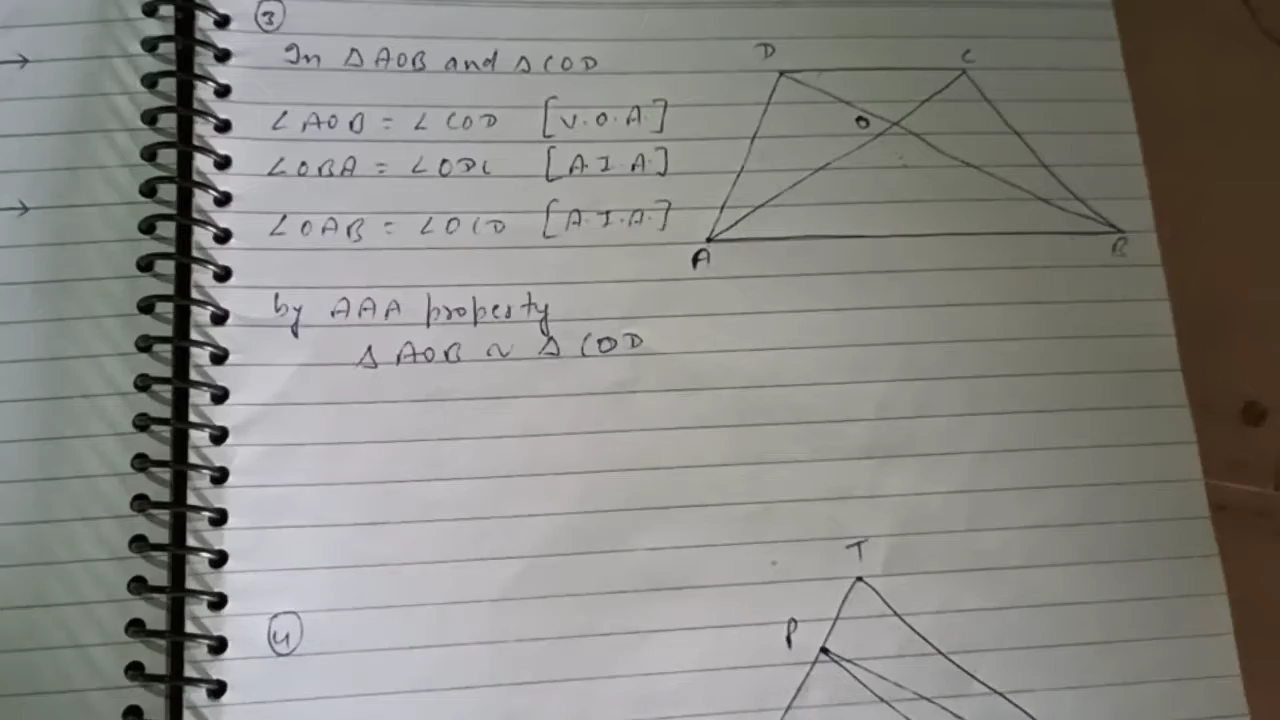 ③
In △AOB and △COD
D
C
∠AOB = ∠COD [V.O.A.]
O
∠OBA = ∠ODC [A.I.A.]
∠OAB = ∠OCD [A.I.A.]
A
B
by AAA property
△AOB ~ △COD
T
④
P